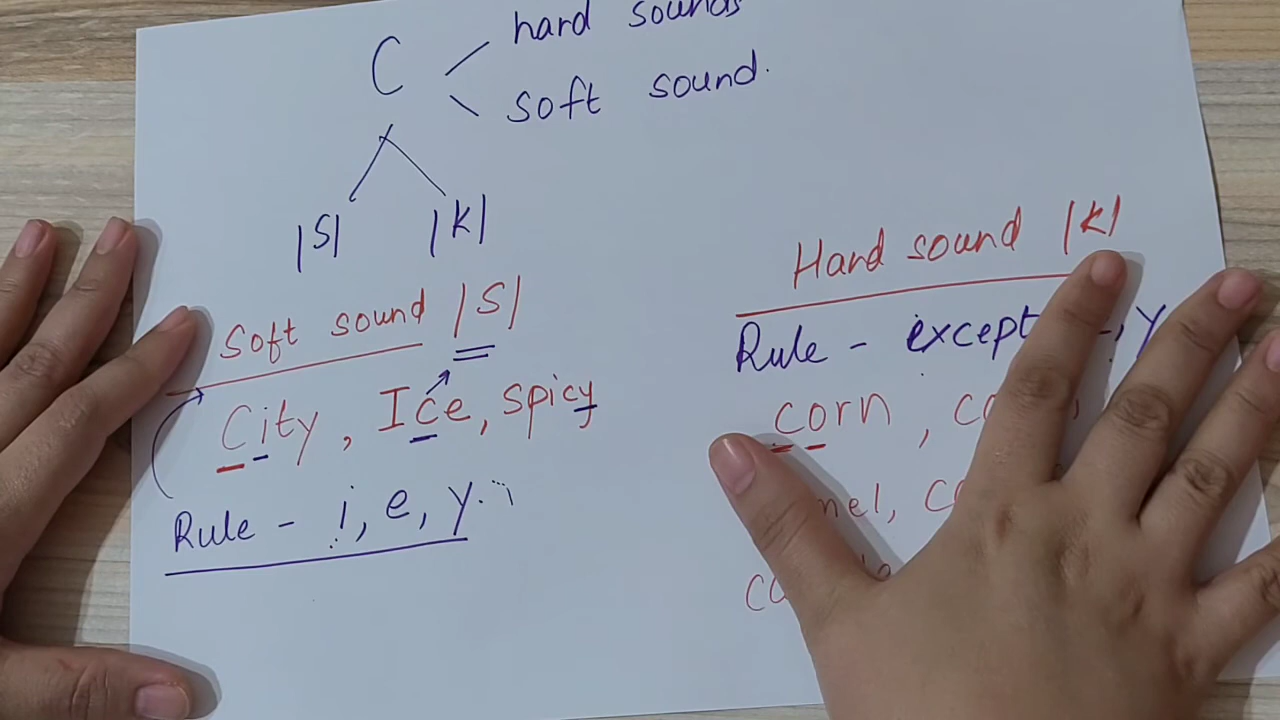 C hard sounds
soft sound.
|S| |K|
Soft sound |S|
City, Ice, spicy
Rule - i, e, y.
Hard sound |K|
Rule - except , y
corn,